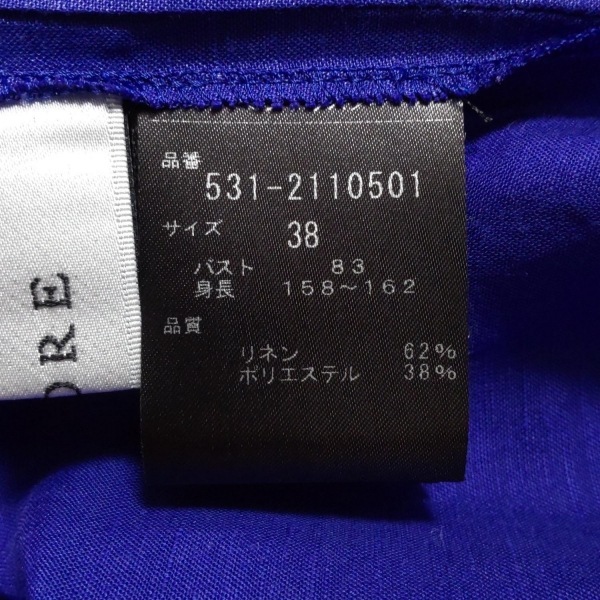 品番
531-2110501
サイズ 38
バスト 83
身長 158～162
品質
リネン 62%
ポリエステル 38%
ORE